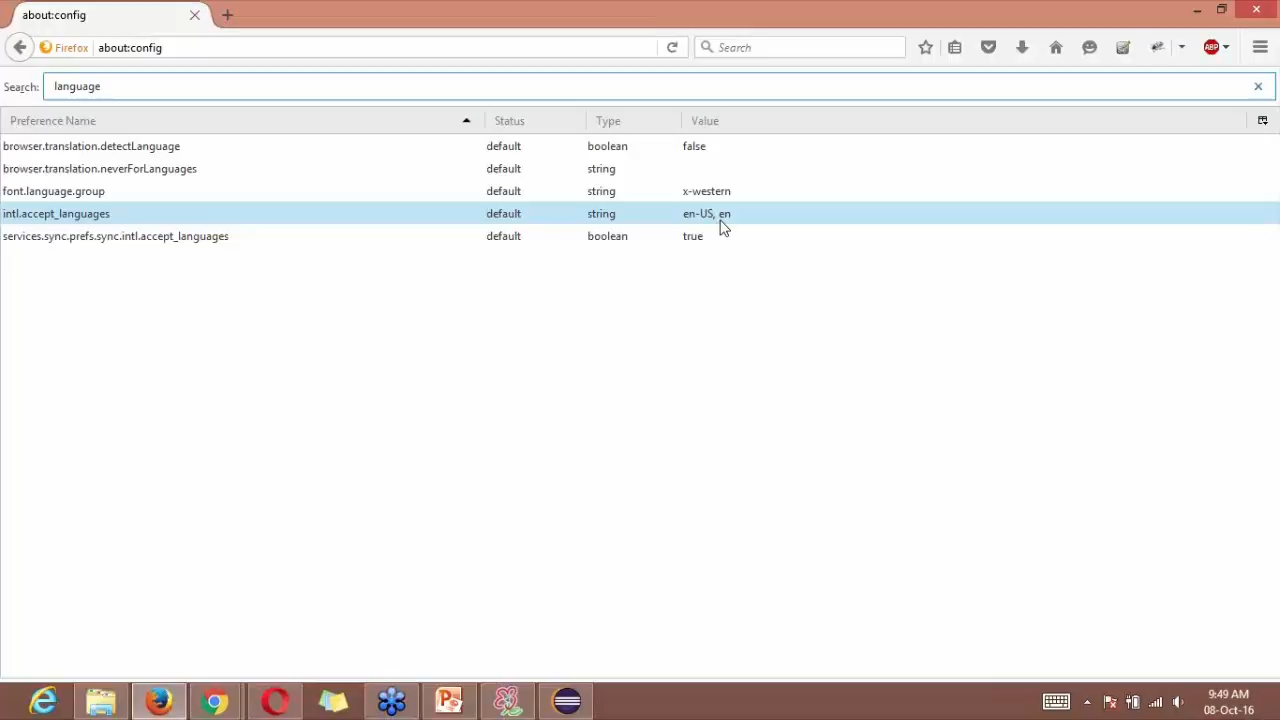 about:config
Firefox about:config Search ABP
Search: language
Preference Name Status Type Value
browser.translation.detectLanguage default boolean false
browser.translation.neverForLanguages default string
font.language.group default string x-western
intl.accept_languages default string en-US, en
services.sync.prefs.sync.intl.accept_languages default boolean true
9:49 AM
08-Oct-16